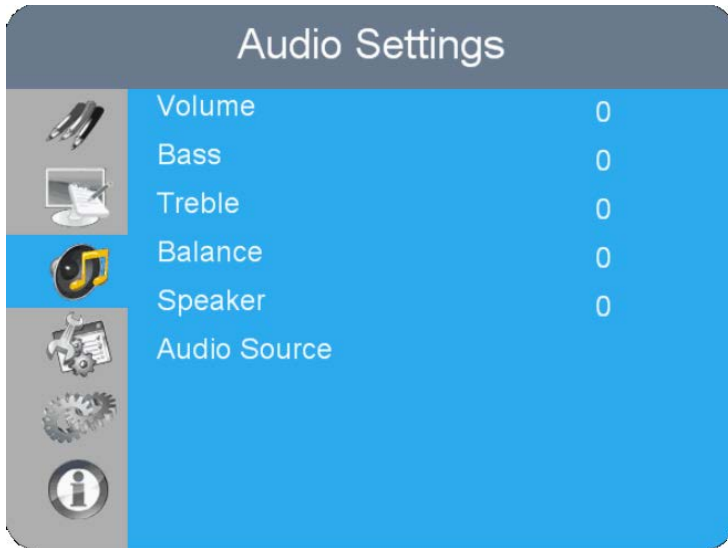 Audio Settings
Volume 0
Bass 0
Treble 0
Balance 0
Speaker 0
Audio Source